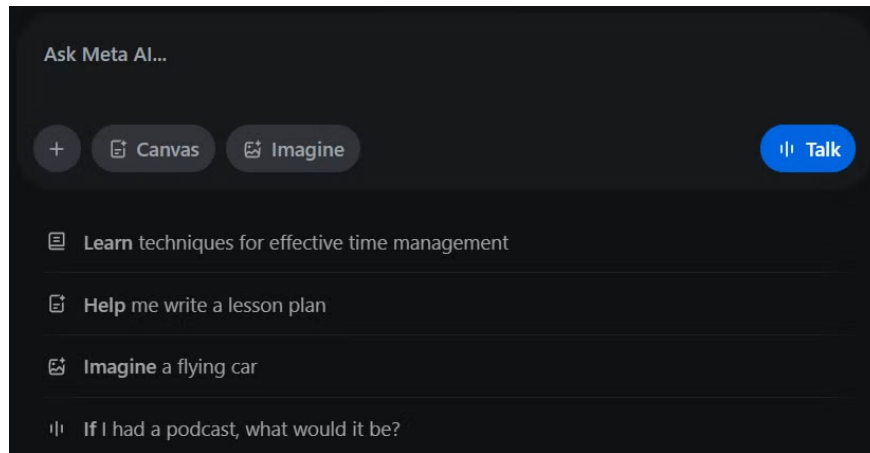 Ask Meta AI...
+ Canvas Imagine Talk
Learn techniques for effective time management
Help me write a lesson plan
Imagine a flying car
If I had a podcast, what would it be?